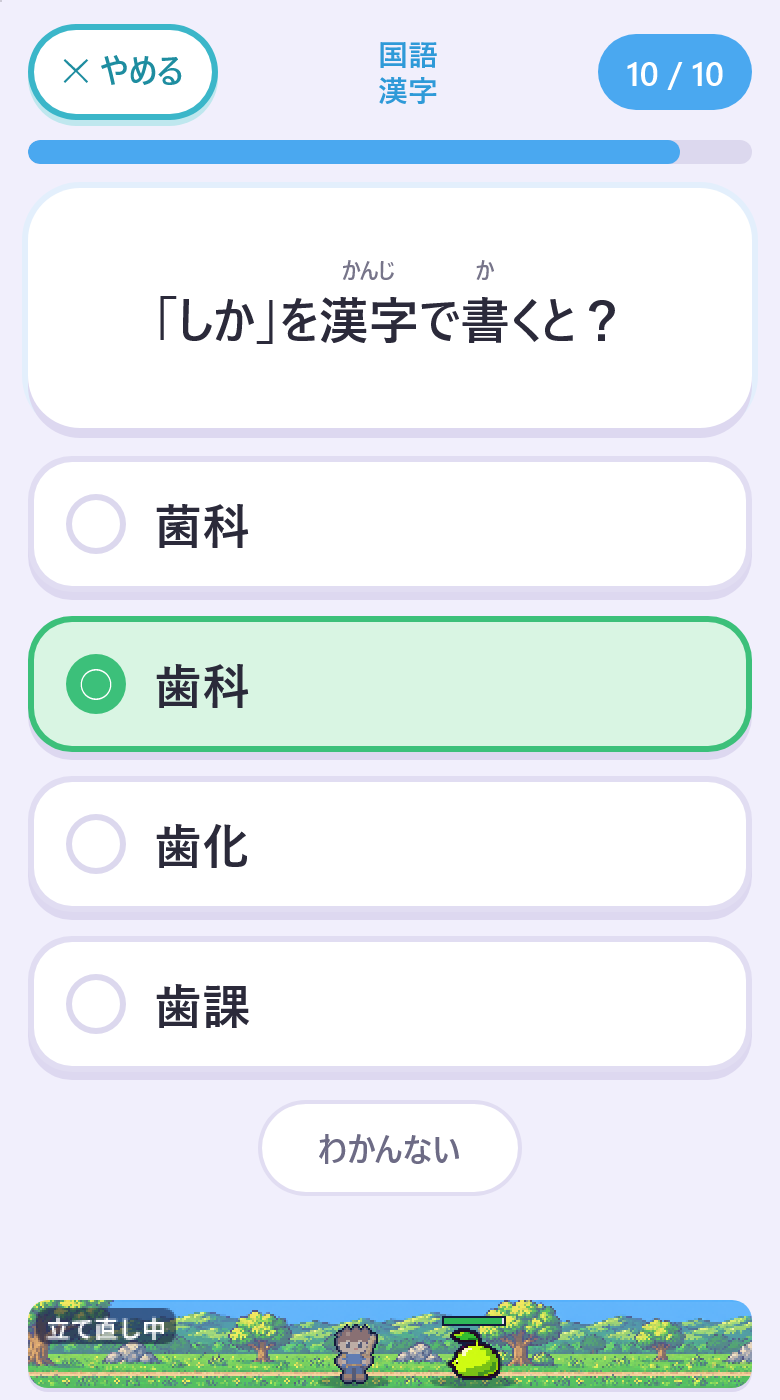 × やめる
国語
漢字
10 / 10
かんじ か
「しか」を漢字で書くと？
菌科
歯科
歯化
歯課
わかんない
立て直し中